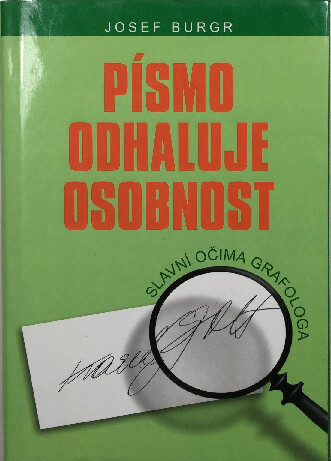 JOSEF BURGR
PÍSMO
ODHALUJE
OSOBNOST
SLAVNÍ OČIMA GRAFOLOGA